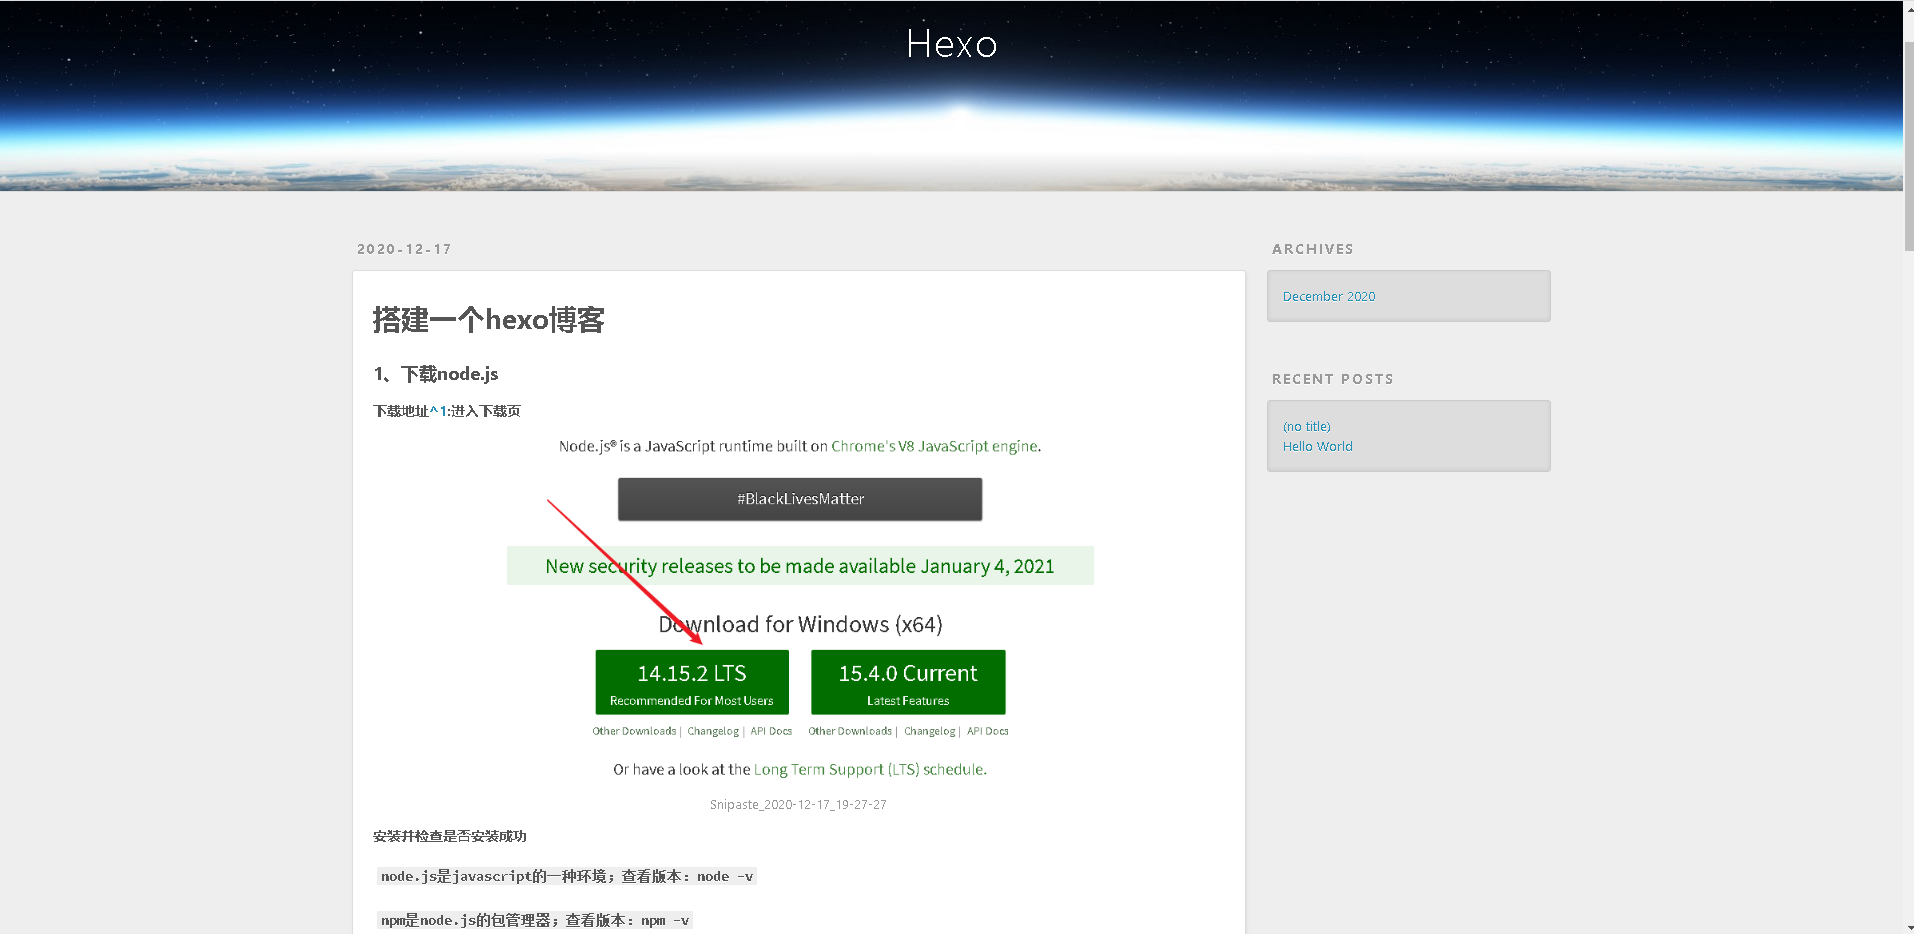 Hexo
2020-12-17
搭建一个hexo博客
1、下载node.js
下载地址^1:进入下载页
Node.js® is a JavaScript runtime built on Chrome's V8 JavaScript engine.
#BlackLivesMatter
New security releases to be made available January 4, 2021
Download for Windows (x64)
14.15.2 LTS
Recommended For Most Users
15.4.0 Current
Latest Features
Other Downloads | Changelog | API Docs
Other Downloads | Changelog | API Docs
Or have a look at the Long Term Support (LTS) schedule.
Snipaste_2020-12-17_19-27-27
安装并检查是否安装成功
node.js是javascript的一种环境；查看版本：node -v
npm是node.js的包管理器；查看版本：npm -v
ARCHIVES
December 2020
RECENT POSTS
(no title)
Hello World